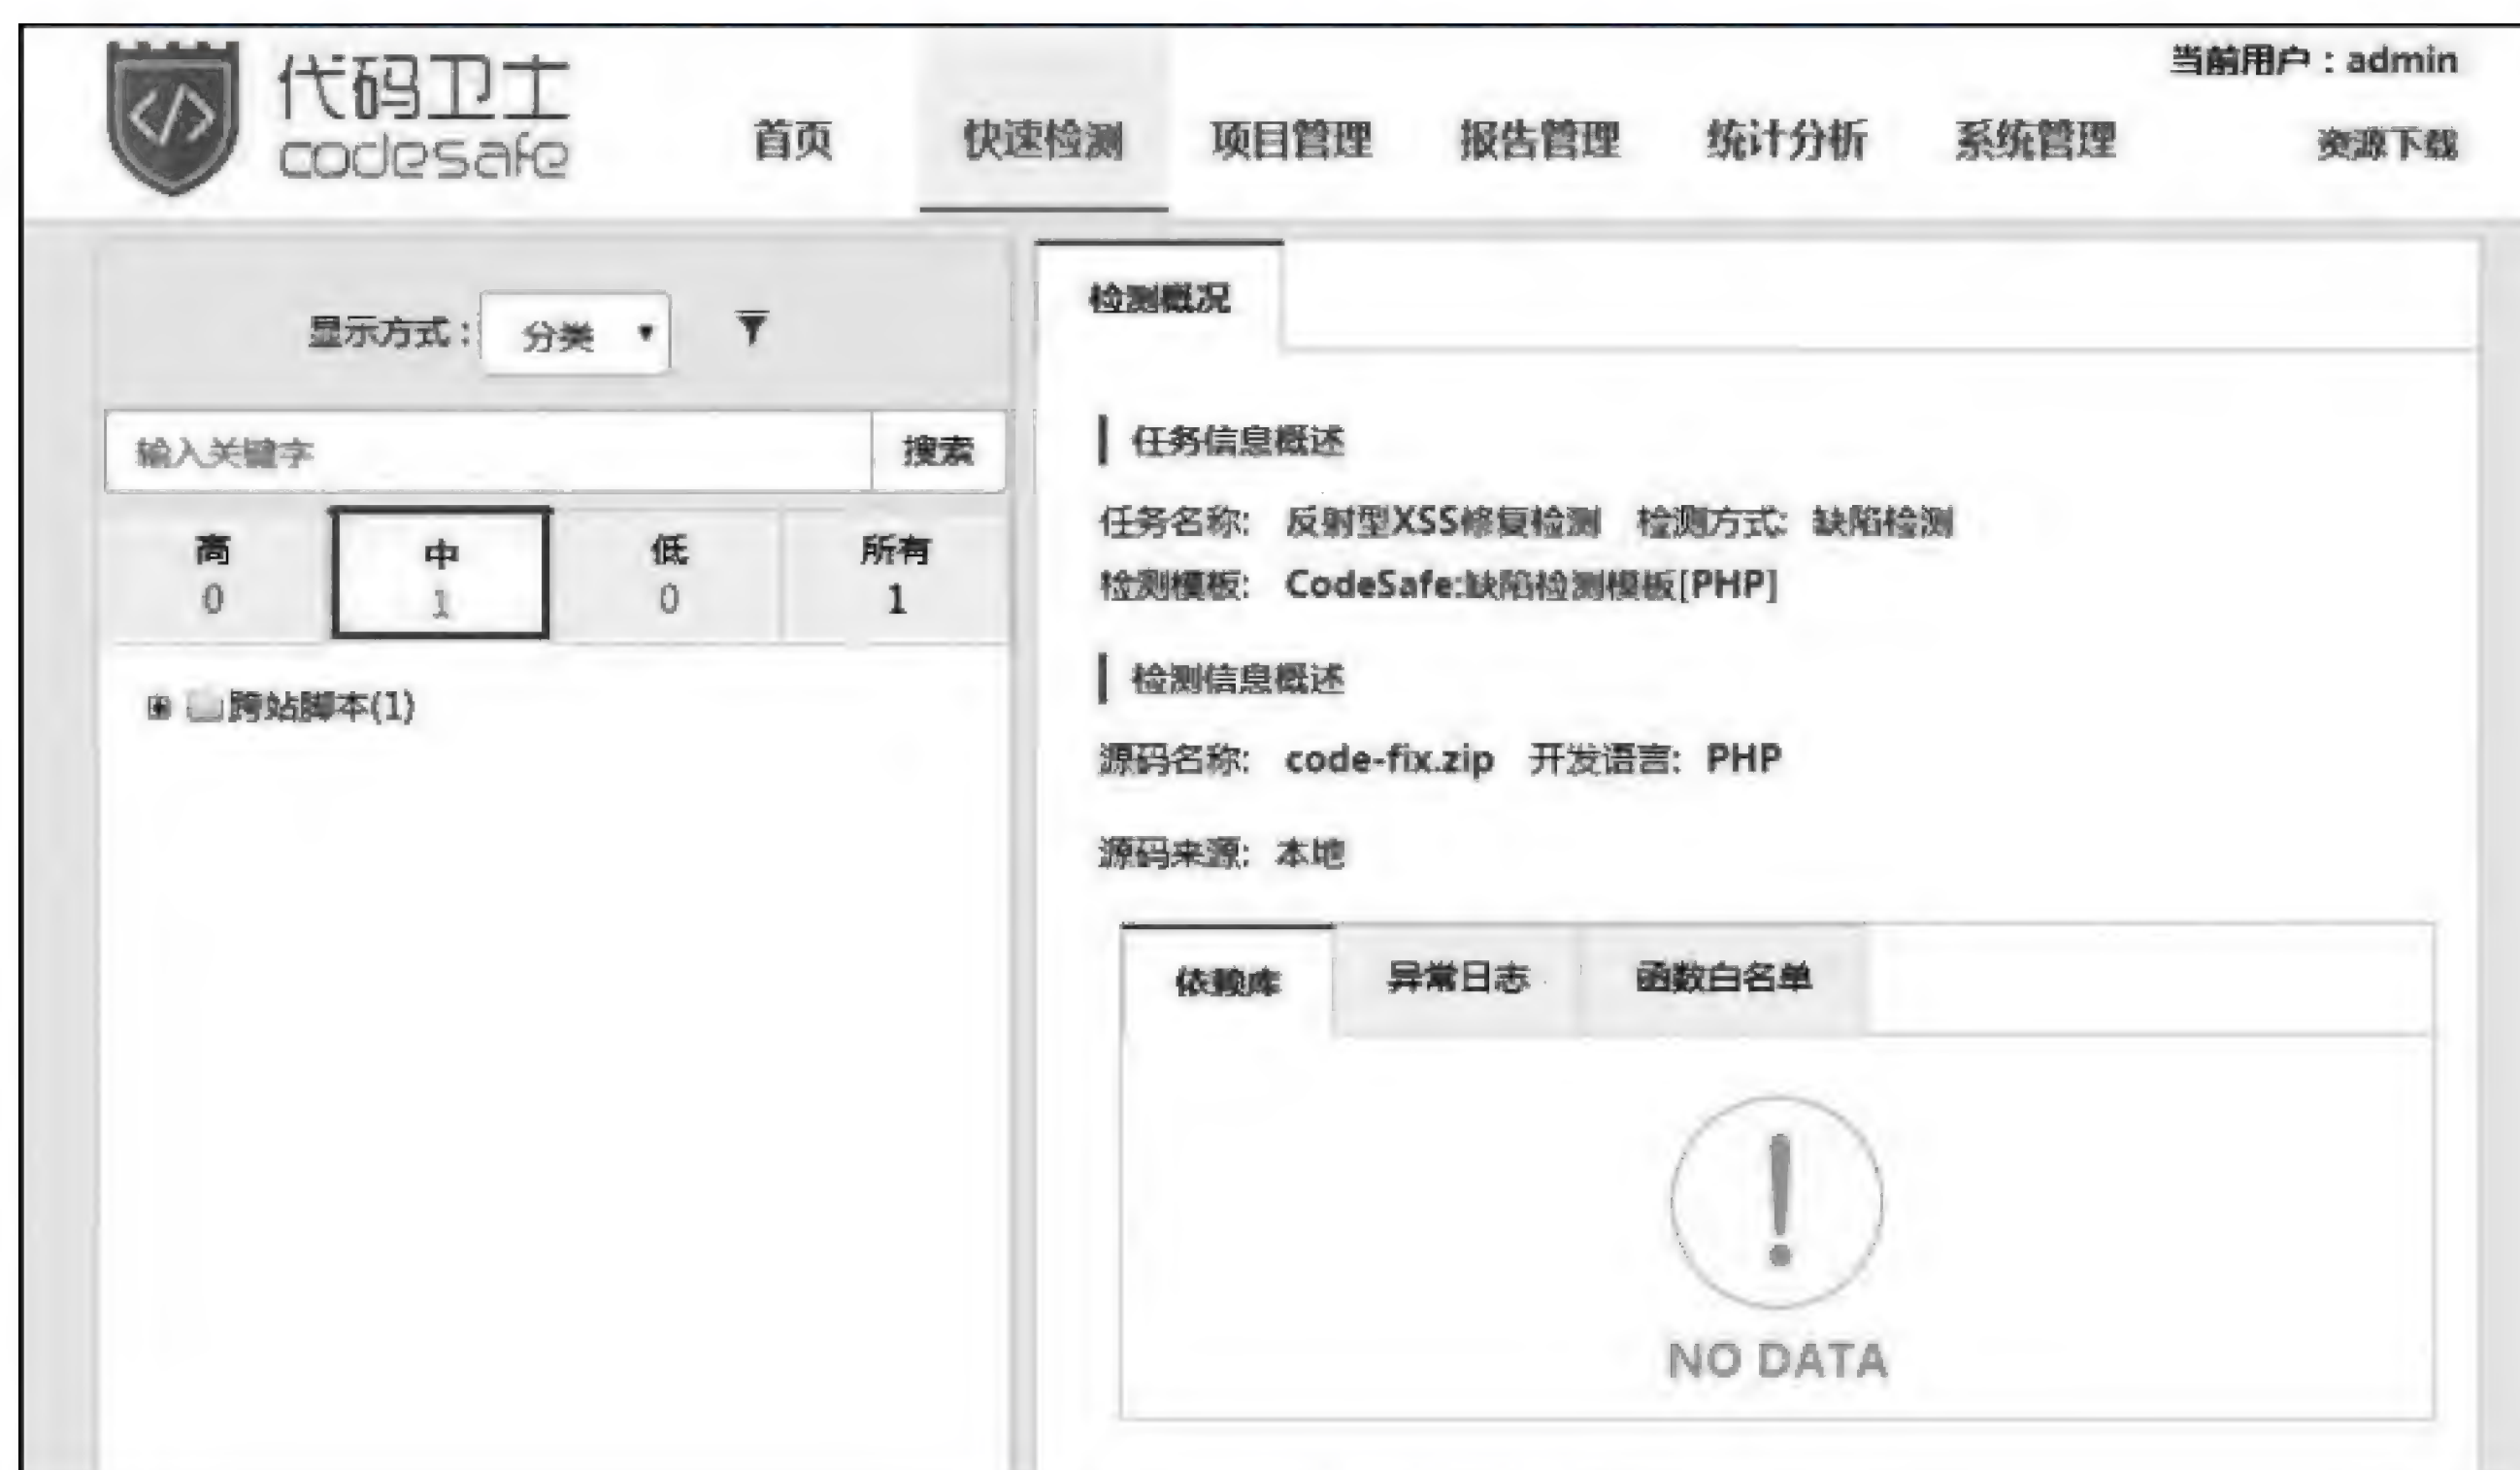 代码卫士
codesafe
当前用户：admin
首页 快速检测 项目管理 报告管理 统计分析 系统管理 资源下载
显示方式： 分类
输入关键字 搜索
高 中 低 所有
0 1 0 1
跨站脚本(1)
检测概况
任务信息概述
任务名称: 反射型XSS修复检测 检测方式: 缺陷检测
检测模板: CodeSafe:缺陷检测模板[PHP]
检测信息概述
源码名称: code-fix.zip 开发语言: PHP
源码来源: 本地
依赖库 异常日志 函数白名单
NO DATA